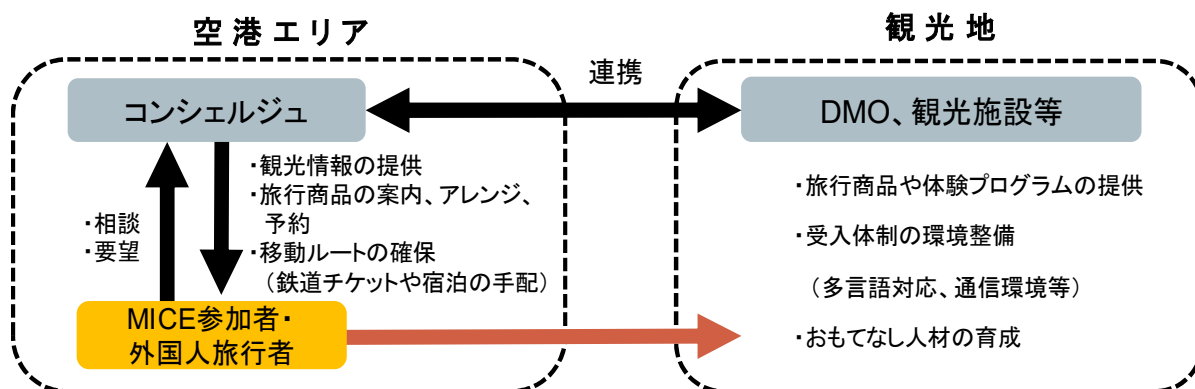 空港エリア
観光地
連携
コンシェルジュ
DMO、観光施設等
・相談
・要望
・観光情報の提供
・旅行商品の案内、アレンジ、
予約
・移動ルートの確保
（鉄道チケットや宿泊の手配）
MICE参加者・
外国人旅行者
・旅行商品や体験プログラムの提供
・受入体制の環境整備
（多言語対応、通信環境等）
・おもてなし人材の育成